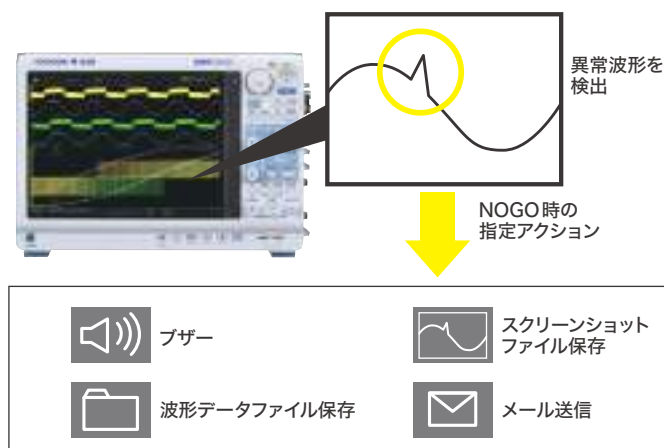 異常波形を
検出
NOGO時の
指定アクション
ブザー
スクリーンショット
ファイル保存
波形データファイル保存
メール送信